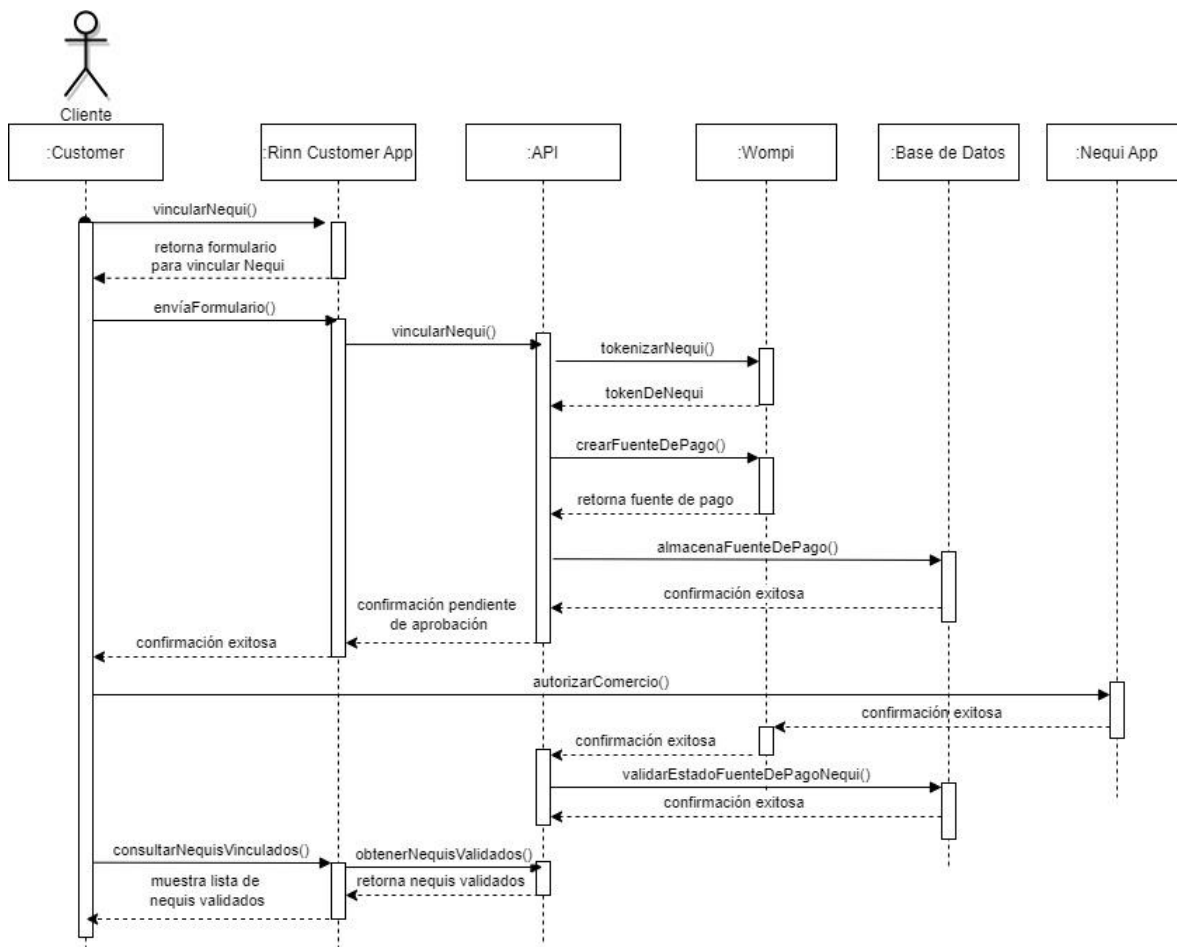 Cliente
:Customer
:Rinn Customer App
:API
:Wompi
:Base de Datos
:Nequi App
vincularNequi()
retorna formulario
para vincular Nequi
envíaFormulario()
vincularNequi()
tokenizarNequi()
tokenDeNequi
crearFuenteDePago()
retorna fuente de pago
almacenaFuenteDePago()
confirmación exitosa
confirmación pendiente
de aprobación
confirmación exitosa
autorizarComercio()
confirmación exitosa
confirmación exitosa
validarEstadoFuenteDePagoNequi()
confirmación exitosa
consultarNequisVinculados()
obtenerNequisValidados()
muestra lista de
nequis validados
retorna nequis validados